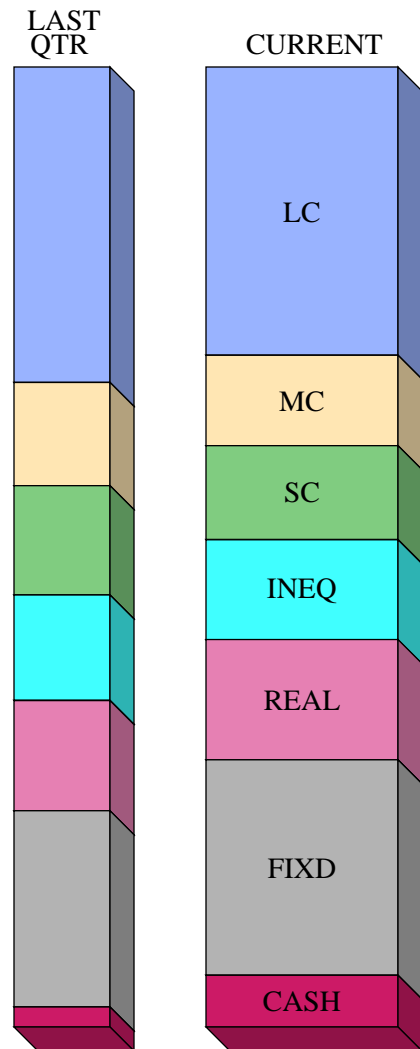 LAST
QTR
CURRENT
LC
MC
SC
INEQ
REAL
FIXD
CASH